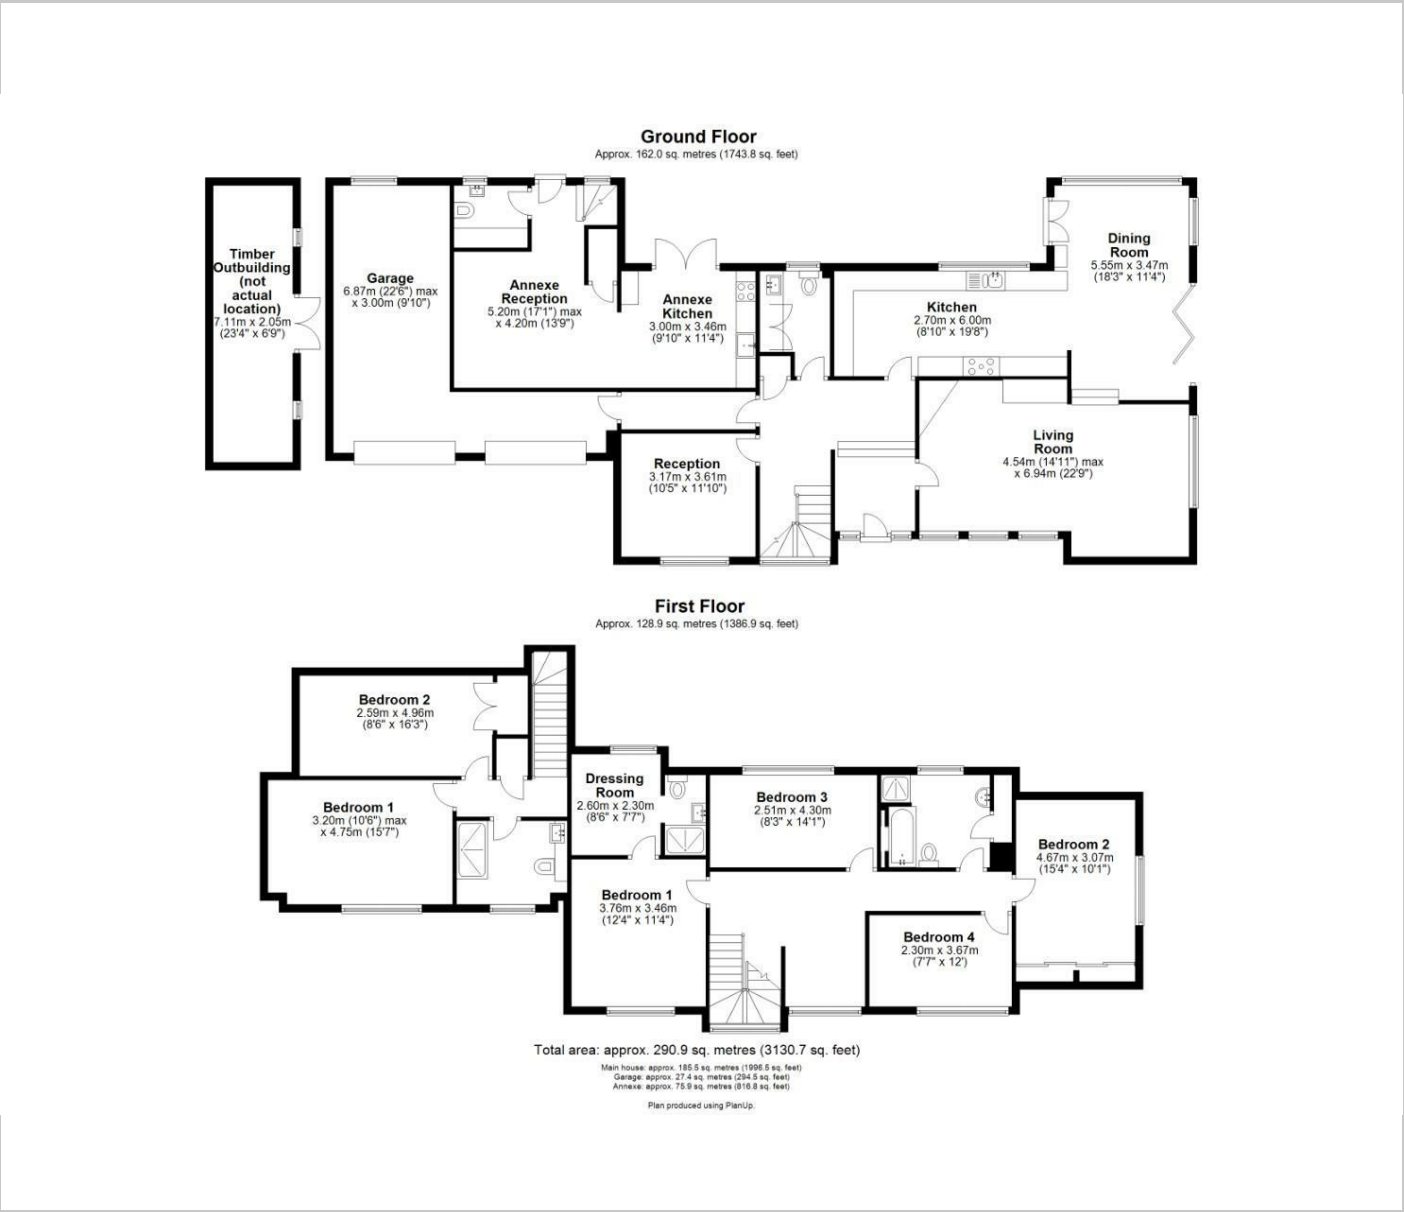 Ground Floor
Approx. 162.0 sq. metres (1743.8 sq. feet)
Timber
Outbuilding
(not
actual
location)
7.11m x 2.05m
(23'4" x 6'9")
Garage
6.87m (22'6") max
x 3.00m (9'10")
Annexe
Reception
5.20m (17'1") max
x 4.20m (13'9")
Annexe
Kitchen
3.00m x 3.46m
(9'10" x 11'4")
Kitchen
2.70m x 6.00m
(8'10" x 19'8")
Dining
Room
5.55m x 3.47m
(18'3" x 11'4")
Reception
3.17m x 3.61m
(10'5" x 11'10")
Living
Room
4.54m (14'11") max
x 6.94m (22'9")
First Floor
Approx. 128.9 sq. metres (1386.9 sq. feet)
Bedroom 2
2.59m x 4.96m
(8'6" x 16'3")
Bedroom 1
3.20m (10'6") max
x 4.75m (15'7")
Dressing
Room
2.60m x 2.30m
(8'6" x 7'7")
Bedroom 3
2.51m x 4.30m
(8'3" x 14'1")
Bedroom 2
4.67m x 3.07m
(15'4" x 10'1")
Bedroom 1
3.76m x 3.46m
(12'4" x 11'4")
Bedroom 4
2.30m x 3.67m
(7'7" x 12')
Total area: approx. 290.9 sq. metres (3130.7 sq. feet)
Main house: approx. 185.5 sq. metres (1996.5 sq. feet)
Garage: approx. 27.4 sq. metres (294.5 sq. feet)
Annexe: approx. 75.9 sq. metres (816.8 sq. feet)
Plan produced using PlanUp.